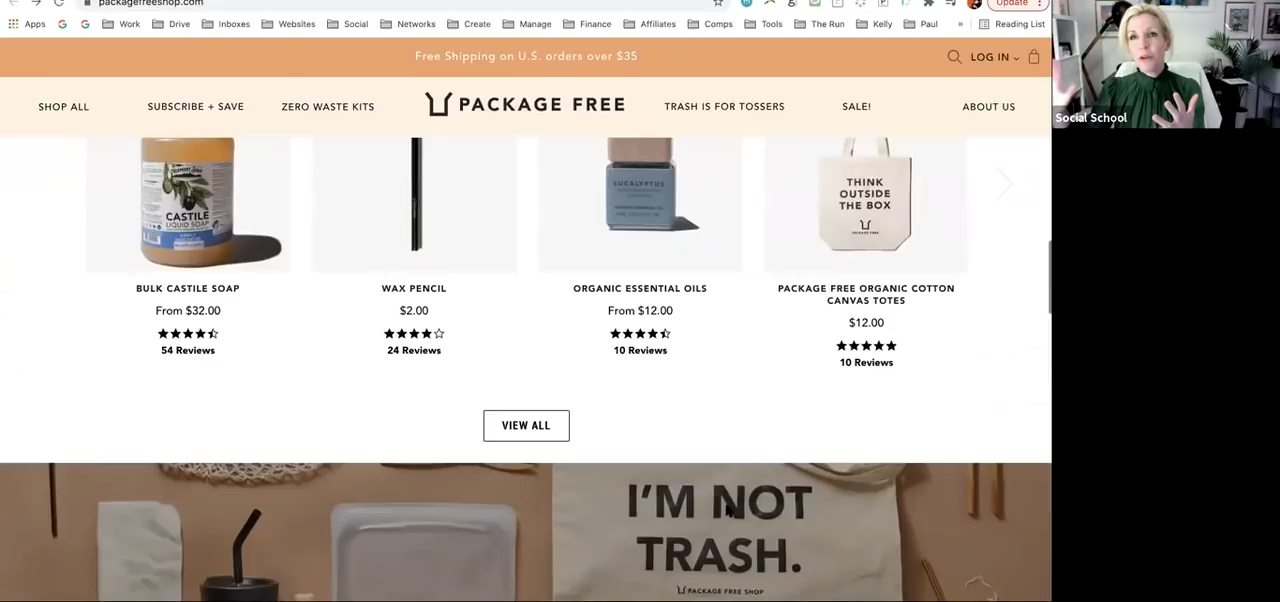 packagefreeshop.com
Update
Apps
Work
Drive
Inboxes
Websites
Social
Networks
Create
Manage
Finance
Affiliates
Comps
Tools
The Run
Kelly
Paul
»
Reading List
Free Shipping on U.S. orders over $35
LOG IN
SHOP ALL
SUBSCRIBE + SAVE
ZERO WASTE KITS
PACKAGE FREE
TRASH IS FOR TOSSERS
SALE!
ABOUT US
Social School
CASTILE
LIQUID SOAP
EUCALYPTUS
THINK
OUTSIDE
THE BOX
PACKAGE FREE
BULK CASTILE SOAP
From $32.00
54 Reviews
WAX PENCIL
$2.00
24 Reviews
ORGANIC ESSENTIAL OILS
From $12.00
10 Reviews
PACKAGE FREE ORGANIC COTTON
CANVAS TOTES
$12.00
10 Reviews
VIEW ALL
I'M NOT
TRASH.
PACKAGE FREE SHOP